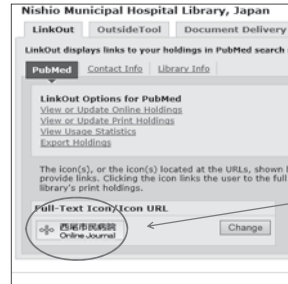 Nishio Municipal Hospital Library, Japan
LinkOut OutsideTool Document Delivery
LinkOut displays links to your holdings in PubMed search
PubMed Contact Info Library Info
LinkOut Options for PubMed
View or Update Online Holdings
View or Update Print Holdings
View Usage Statistics
Export Holdings
The icon(s), or the icon(s) located at the URLs, shown
provide links. Clicking the icon links the user to the full
library's print holdings.
Full-Text Icon/Icon URL
西尾市民病院
Online Journal
Change